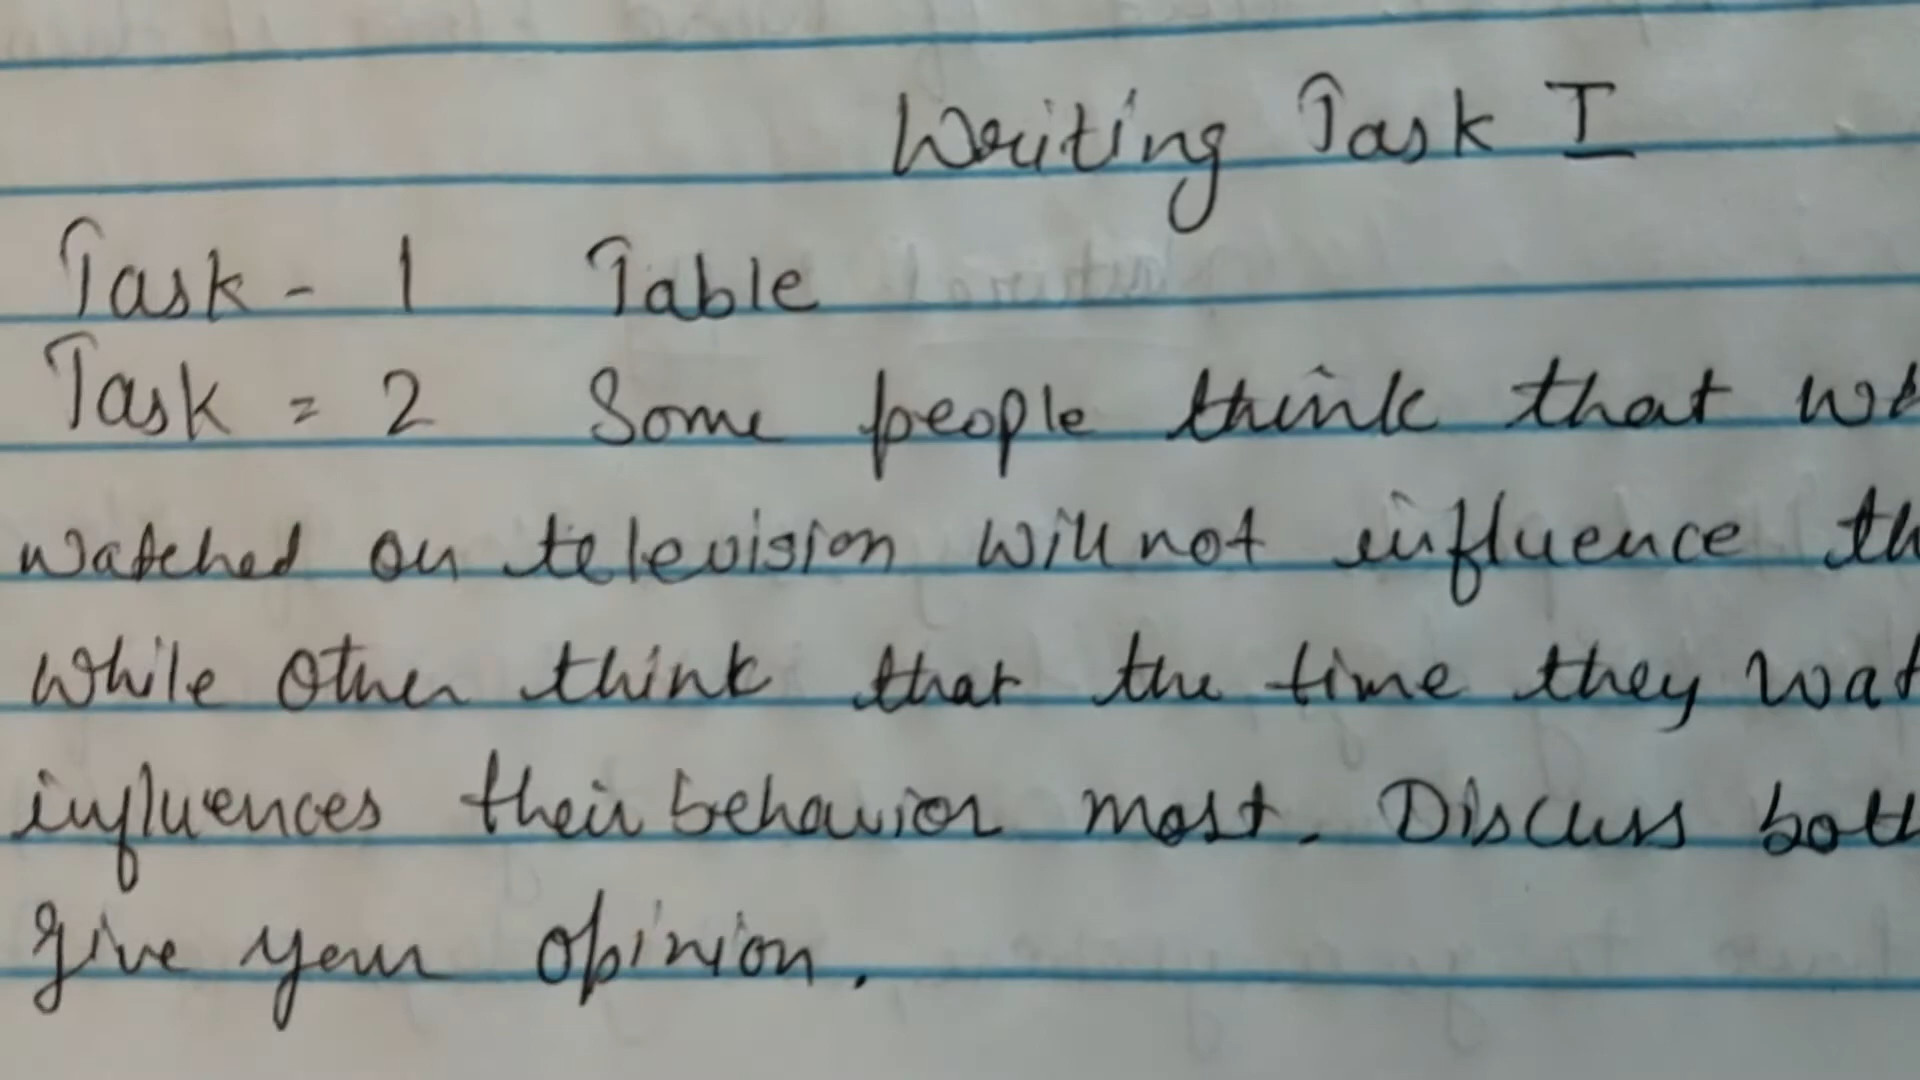 Writing Task I
Task - 1 Table
Task = 2 Some people think that
watched on television will not influence
While other think that the time they
influences their behavior most. Discuss
give your opinion.